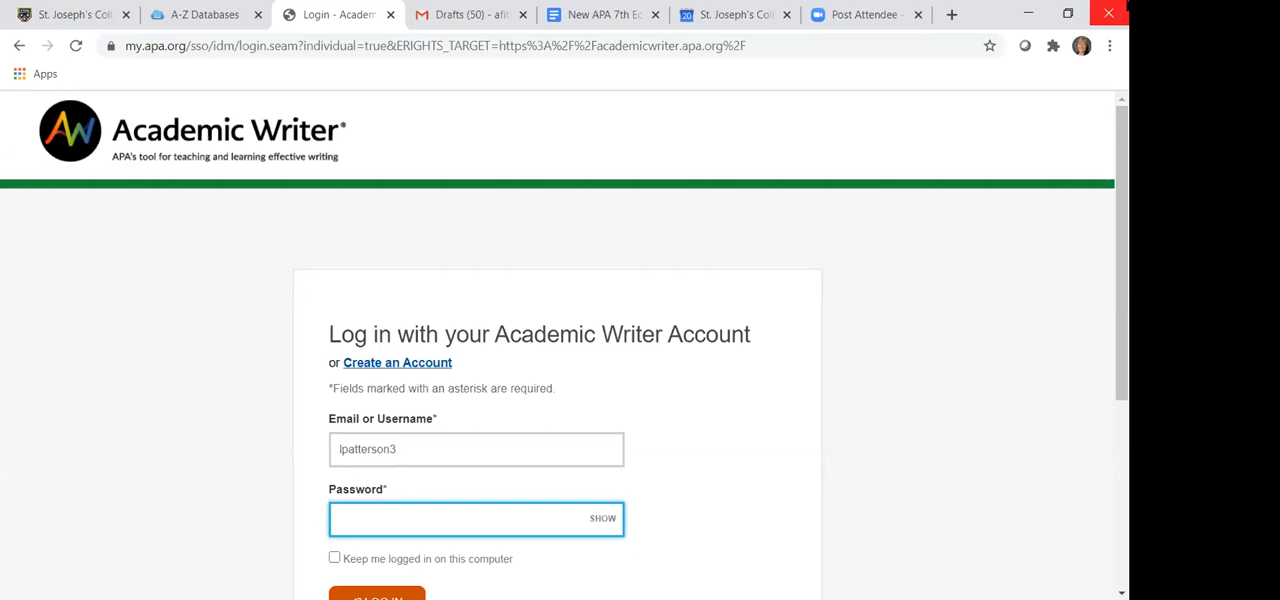 St. Joseph's Coll
A-Z Databases
Login - Academ
Drafts (50) - afit
New APA 7th Ed
St. Joseph's Coll
Post Attendee -
my.apa.org/sso/idm/login.seam?individual=true&ERIGHTS_TARGET=https%3A%2F%2Facademicwriter.apa.org%2F
Apps
AW Academic Writer®
APA's tool for teaching and learning effective writing
Log in with your Academic Writer Account
or Create an Account
*Fields marked with an asterisk are required.
Email or Username*
lpatterson3
Password*
SHOW
Keep me logged in on this computer
LOG IN